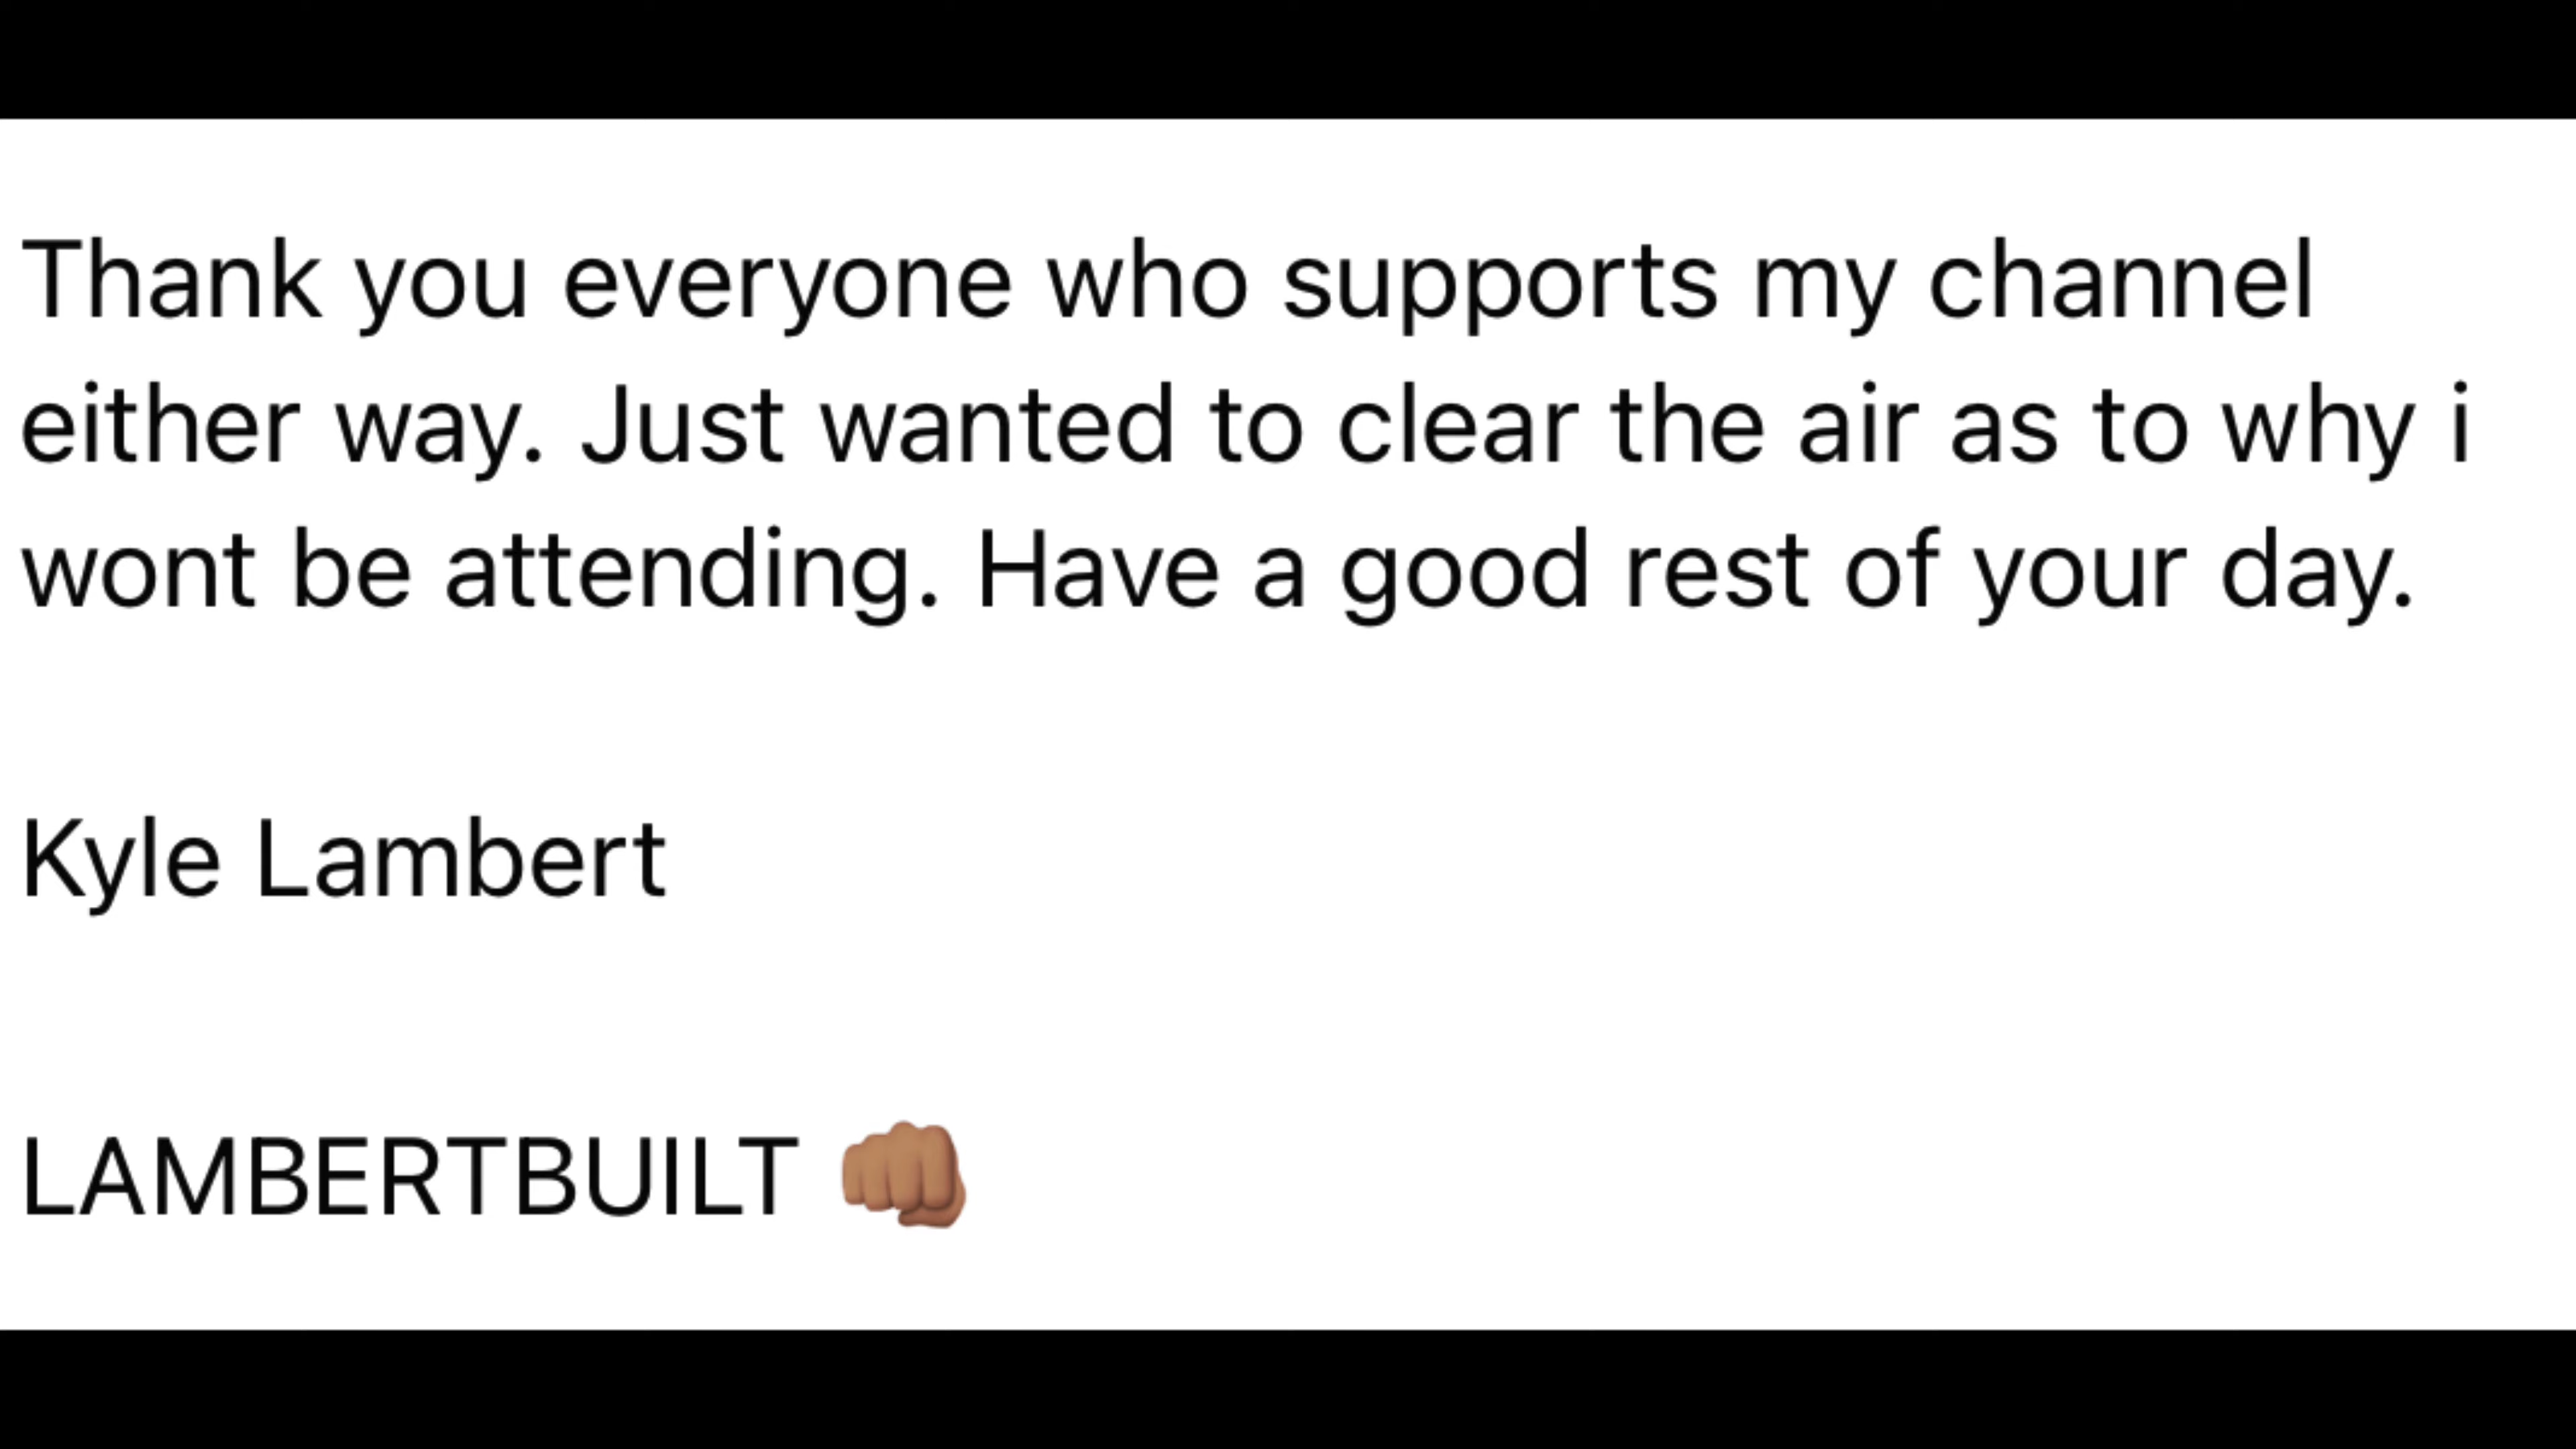 Thank you everyone who supports my channel
either way. Just wanted to clear the air as to why i
wont be attending. Have a good rest of your day.
Kyle Lambert
LAMBERTBUILT 👊🏽